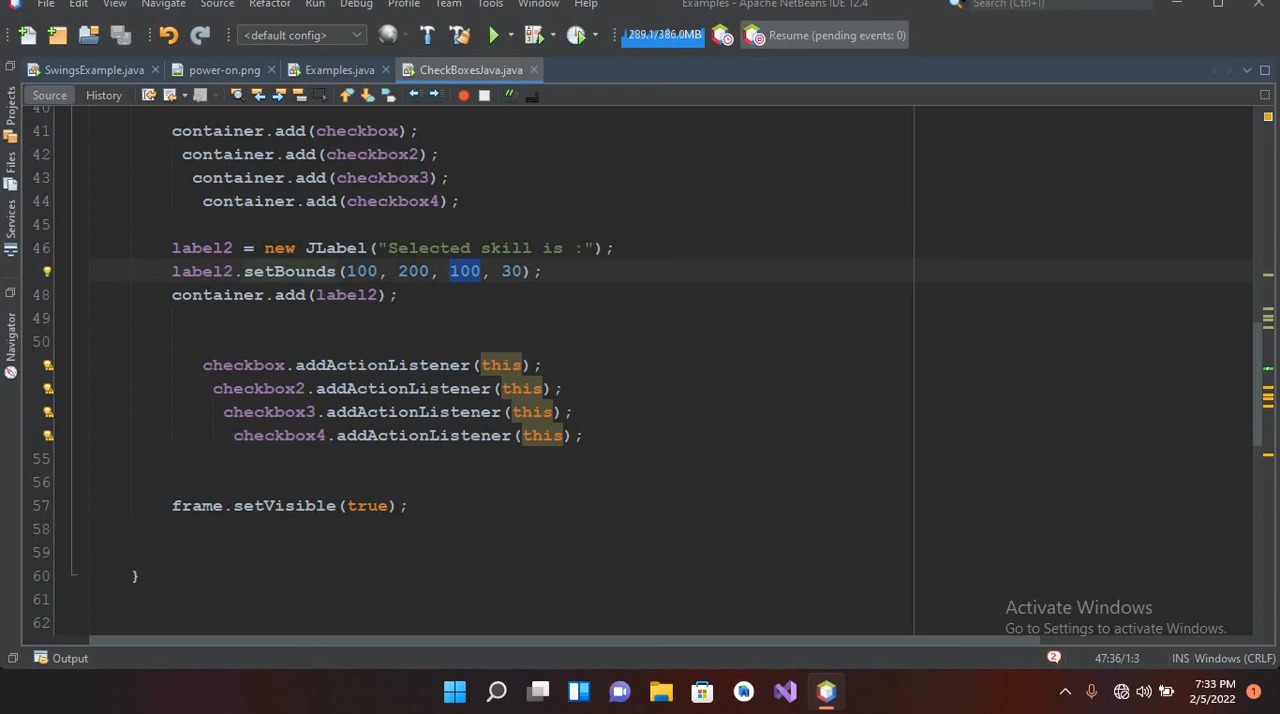 File Edit View Navigate Source Refactor Run Debug Profile Team Tools Window Help Examples - Apache NetBeans IDE 12.4 Search (Ctrl+I)
<default config> 289.1/386.0MB Resume (pending events: 0)
SwingsExample.java power-on.png Examples.java CheckBoxesJava.java
Source History
Projects
Files
Services
Navigator
40
41 container.add(checkbox);
42 container.add(checkbox2);
43 container.add(checkbox3);
44 container.add(checkbox4);
45
46 label2 = new JLabel("Selected skill is :");
label2.setBounds(100, 200, 100, 30);
48 container.add(label2);
49
50
checkbox.addActionListener(this);
checkbox2.addActionListener(this);
checkbox3.addActionListener(this);
checkbox4.addActionListener(this);
55
56
57 frame.setVisible(true);
58
59
60 }
61
62
Activate Windows
Go to Settings to activate Windows.
Output 2 47:36/1:3 INS Windows (CRLF)
7:33 PM
2/5/2022 1